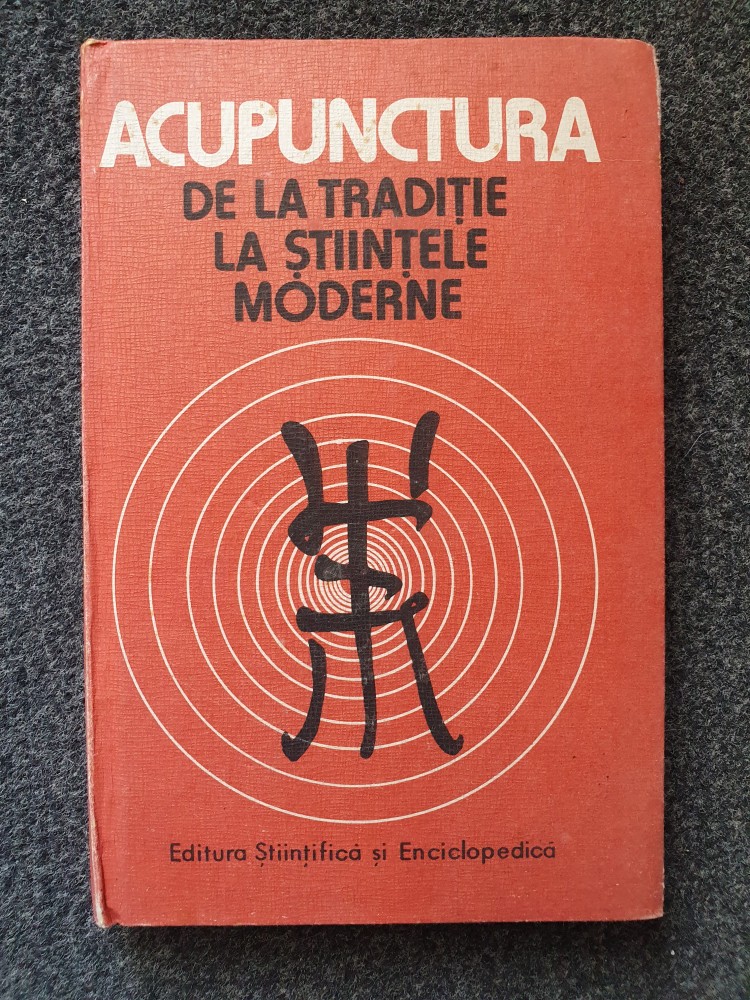 ACUPUNCTURA
DE LA TRADIȚIE
LA ȘTIINȚELE
MODERNE
Editura Științifică și Enciclopedică